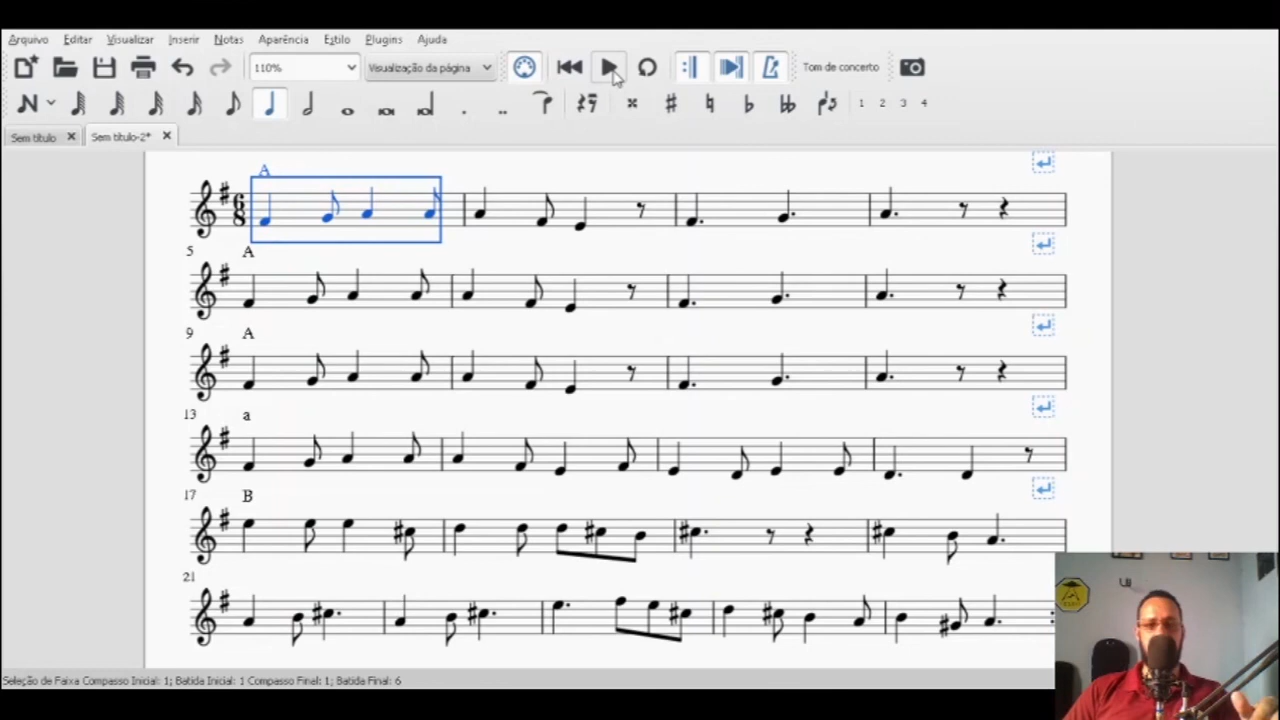 Arquivo Editar Visualizar Inserir Notas Aparência Estilo Plugins Ajuda
110% Visualização da página Tom de concerto
1 2 3 4
Sem título Sem título-2*
A
6
8
5 A
9 A
13 a
17 B
21
Seleção de Faixa Compasso Inicial: 1; Batida Inicial: 1 Compasso Final: 1; Batida Final: 6